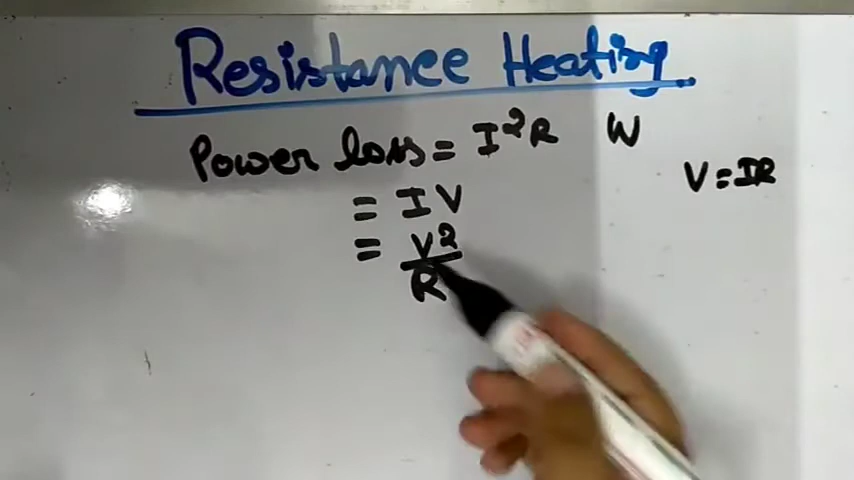 Resistance Heating
Power loss = I²R W
V = IR
= IV
= V²/R